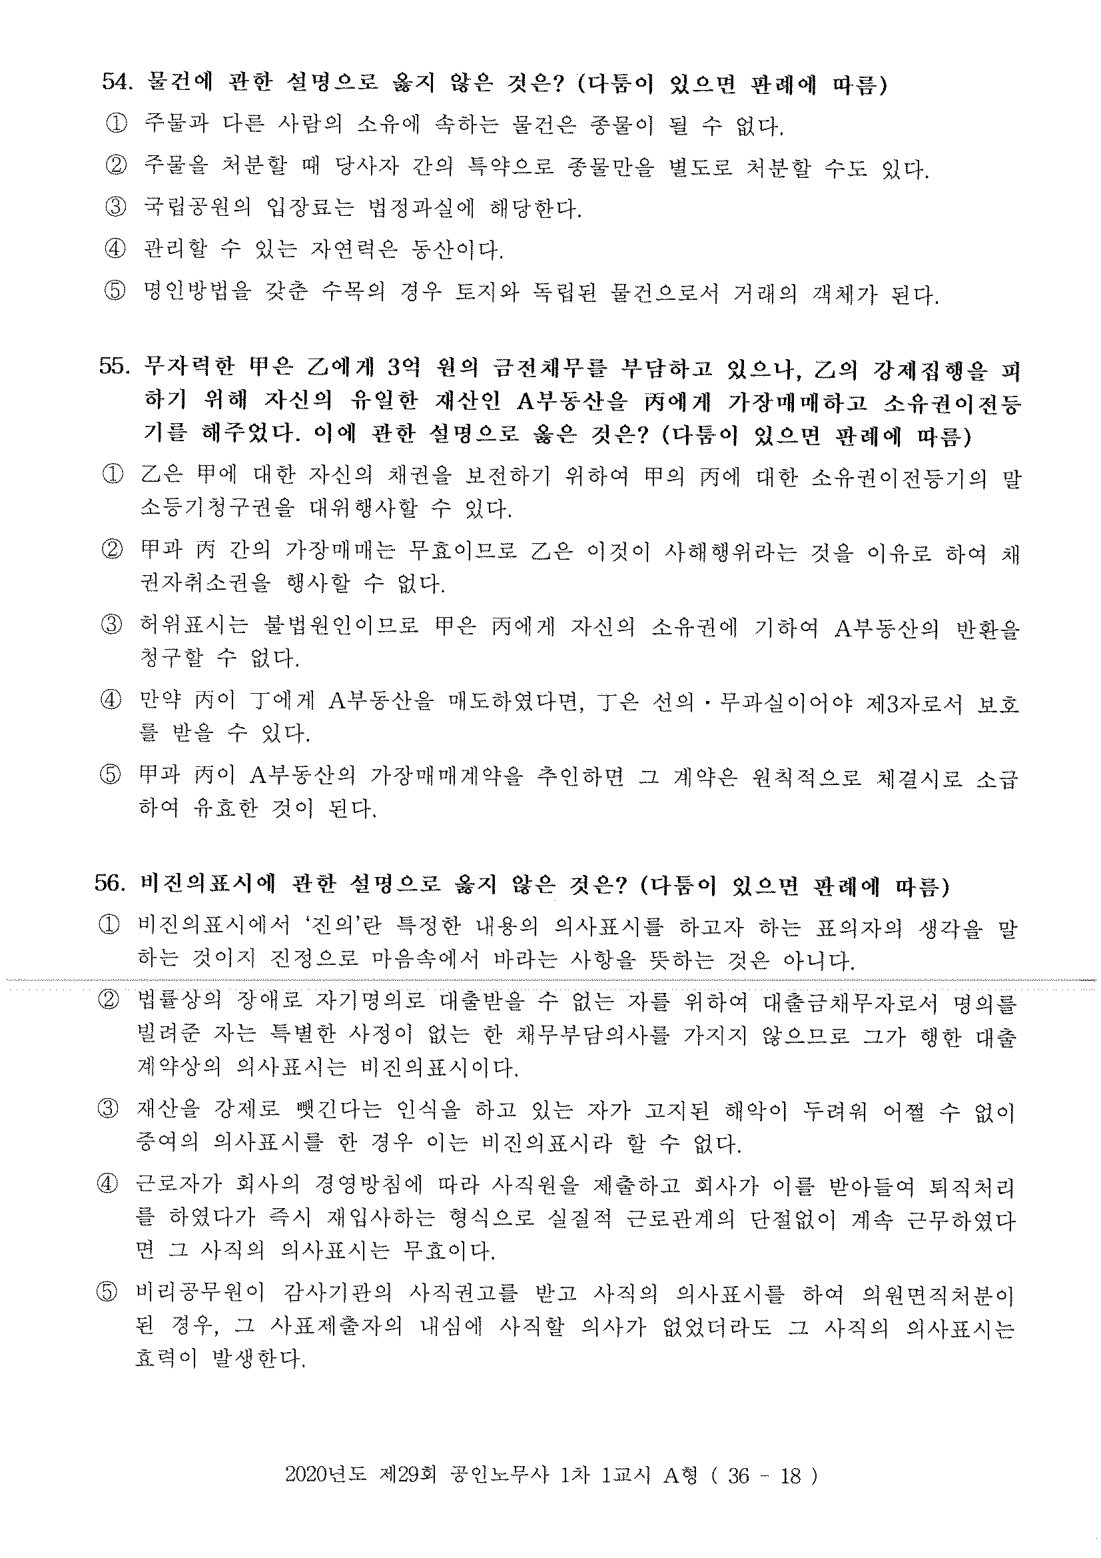 54. 물건에 관한 설명으로 옳지 않은 것은? (다툼이 있으면 판례에 따름)
① 주물과 다른 사람의 소유에 속하는 물건은 종물이 될 수 없다.
② 주물을 처분할 때 당사자 간의 특약으로 종물만을 별도로 처분할 수도 있다.
③ 국립공원의 입장료는 법정과실에 해당한다.
④ 관리할 수 있는 자연력은 동산이다.
⑤ 명인방법을 갖춘 수목의 경우 토지와 독립된 물건으로서 거래의 객체가 된다.
55. 무자력한 甲은 乙에게 3억 원의 금전채무를 부담하고 있으나, 乙의 강제집행을 피
하기 위해 자신의 유일한 재산인 A부동산을 丙에게 가장매매하고 소유권이전등
기를 해주었다. 이에 관한 설명으로 옳은 것은? (다툼이 있으면 판례에 따름)
① 乙은 甲에 대한 자신의 채권을 보전하기 위하여 甲의 丙에 대한 소유권이전등기의 말
소등기청구권을 대위행사할 수 있다.
② 甲과 丙 간의 가장매매는 무효이므로 乙은 이것이 사해행위라는 것을 이유로 하여 채
권자취소권을 행사할 수 없다.
③ 허위표시는 불법원인이므로 甲은 丙에게 자신의 소유권에 기하여 A부동산의 반환을
청구할 수 없다.
④ 만약 丙이 丁에게 A부동산을 매도하였다면, 丁은 선의・무과실이어야 제3자로서 보호
를 받을 수 있다.
⑤ 甲과 丙이 A부동산의 가장매매계약을 추인하면 그 계약은 원칙적으로 체결시로 소급
하여 유효한 것이 된다.
56. 비진의표시에 관한 설명으로 옳지 않은 것은? (다툼이 있으면 판례에 따름)
① 비진의표시에서 ‘진의’란 특정한 내용의 의사표시를 하고자 하는 표의자의 생각을 말
하는 것이지 진정으로 마음속에서 바라는 사항을 뜻하는 것은 아니다.
② 법률상의 장애로 자기명의로 대출받을 수 없는 자를 위하여 대출금채무자로서 명의를
빌려준 자는 특별한 사정이 없는 한 채무부담의사를 가지지 않으므로 그가 행한 대출
계약상의 의사표시는 비진의표시이다.
③ 재산을 강제로 뺏긴다는 인식을 하고 있는 자가 고지된 해악이 두려워 어쩔 수 없이
증여의 의사표시를 한 경우 이는 비진의표시라 할 수 없다.
④ 근로자가 회사의 경영방침에 따라 사직원을 제출하고 회사가 이를 받아들여 퇴직처리
를 하였다가 즉시 재입사하는 형식으로 실질적 근로관계의 단절없이 계속 근무하였다
면 그 사직의 의사표시는 무효이다.
⑤ 비리공무원이 감사기관의 사직권고를 받고 사직의 의사표시를 하여 의원면직처분이
된 경우, 그 사표제출자의 내심에 사직할 의사가 없었더라도 그 사직의 의사표시는
효력이 발생한다.
2020년도 제29회 공인노무사 1차 1교시 A형 ( 36 - 18 )